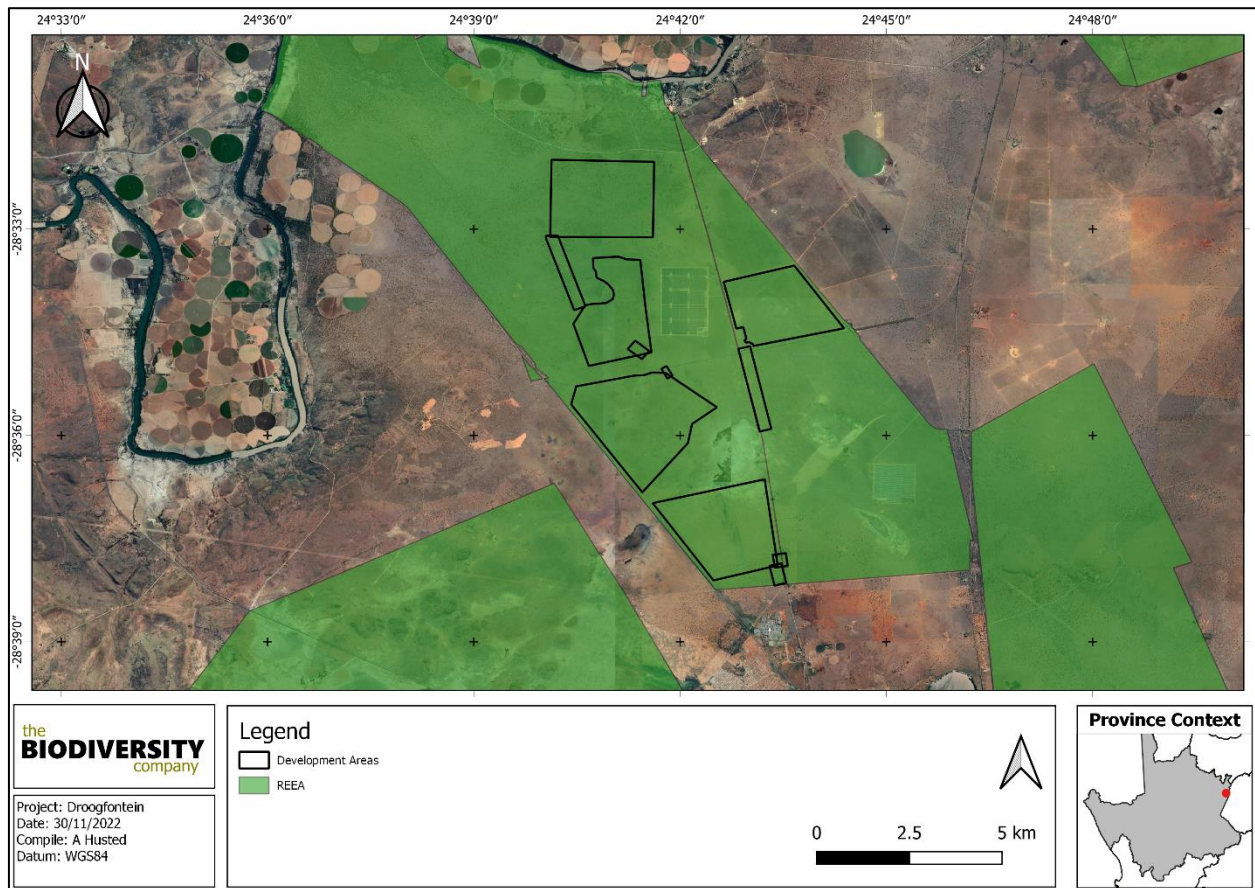 24°33'0" 24°36'0" 24°39'0" 24°42'0" 24°45'0" 24°48'0"
N
-28°33'0"
-28°36'0"
-28°39'0"
the
BIODIVERSITY
company
Project: Droogfontein
Date: 30/11/2022
Compile: A Husted
Datum: WGS84
Legend
Development Areas
REEA
0 2.5 5 km
Province Context